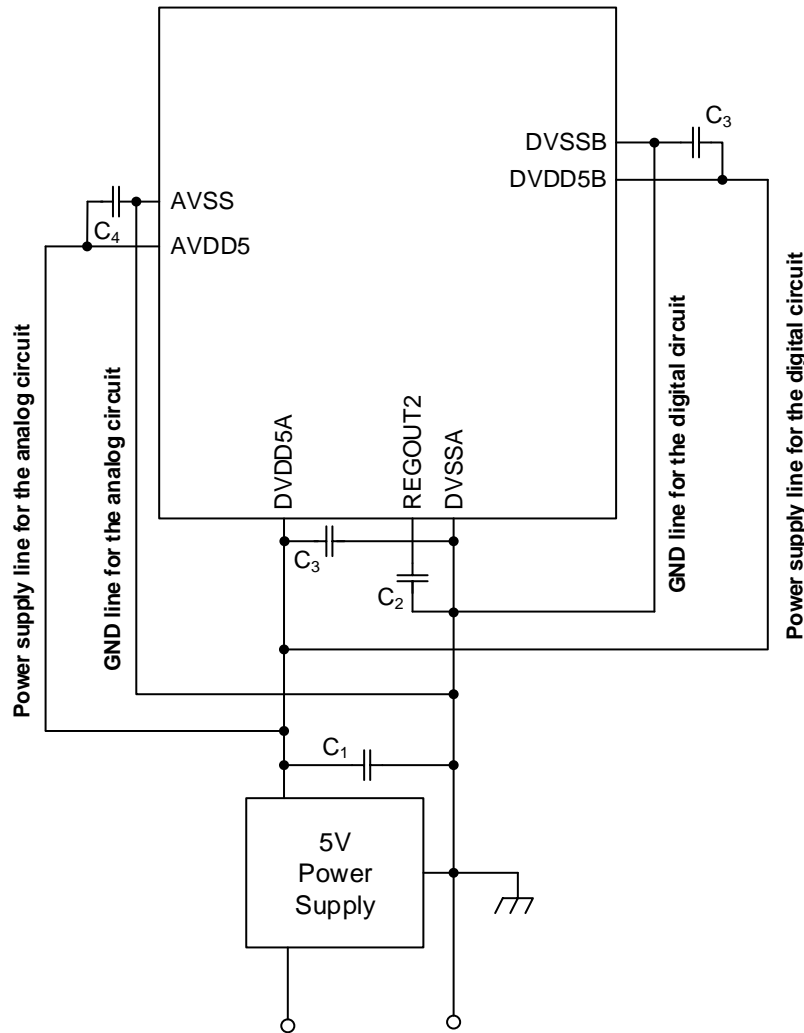 C3
DVSSB
DVDD5B
AVSS
C4
AVDD5
Power supply line for the analog circuit
GND line for the analog circuit
DVDD5A
REGOUT2
DVSSA
GND line for the digital circuit
Power supply line for the digital circuit
C3
C2
C1
5V
Power
Supply